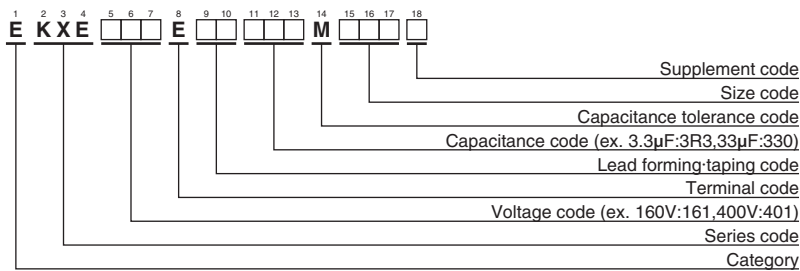 1 2 3 4 5 6 7 8 9 10 11 12 13 14 15 16 17 18
E K X E E M
Supplement code
Size code
Capacitance tolerance code
Capacitance code (ex. 3.3μF:3R3,33μF:330)
Lead forming·taping code
Terminal code
Voltage code (ex. 160V:161,400V:401)
Series code
Category